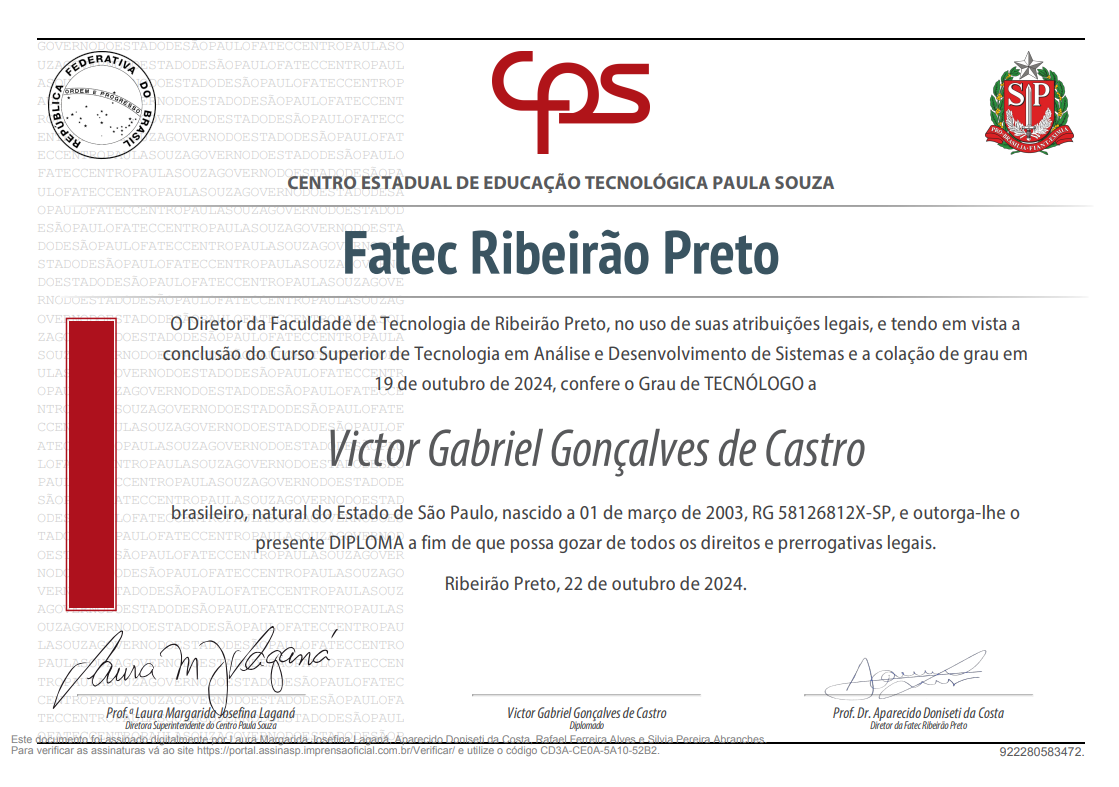 REPÚBLICA FEDERATIVA DO BRASIL
ORDEM E PROGRESSO
cps
SP
PRO·BRASILIA·FIANT·EXIMIA
CENTRO ESTADUAL DE EDUCAÇÃO TECNOLÓGICA PAULA SOUZA
Fatec Ribeirão Preto
O Diretor da Faculdade de Tecnologia de Ribeirão Preto, no uso de suas atribuições legais, e tendo em vista a
conclusão do Curso Superior de Tecnologia em Análise e Desenvolvimento de Sistemas e a colação de grau em
19 de outubro de 2024, confere o Grau de TECNÓLOGO a
Victor Gabriel Gonçalves de Castro
brasileiro, natural do Estado de São Paulo, nascido a 01 de março de 2003, RG 58126812X-SP, e outorga-lhe o
presente DIPLOMA a fim de que possa gozar de todos os direitos e prerrogativas legais.
Ribeirão Preto, 22 de outubro de 2024.
Laura M J Laganá
Prof.ª Laura Margarida Josefina Laganá
Diretora Superintendente do Centro Paula Souza
Victor Gabriel Gonçalves de Castro
Diplomado
Prof. Dr. Aparecido Doniseti da Costa
Diretor da Fatec Ribeirão Preto
Este documento foi assinado digitalmente por Laura Margarida Josefina Laganá, Aparecido Doniseti da Costa, Rafael Ferreira Alves e Silvia Pereira Abranches.
Para verificar as assinaturas vá ao site https://portal.assinasp.imprensaoficial.com.br/Verificar/ e utilize o código CD3A-CE0A-5A10-52B2.
922280583472.